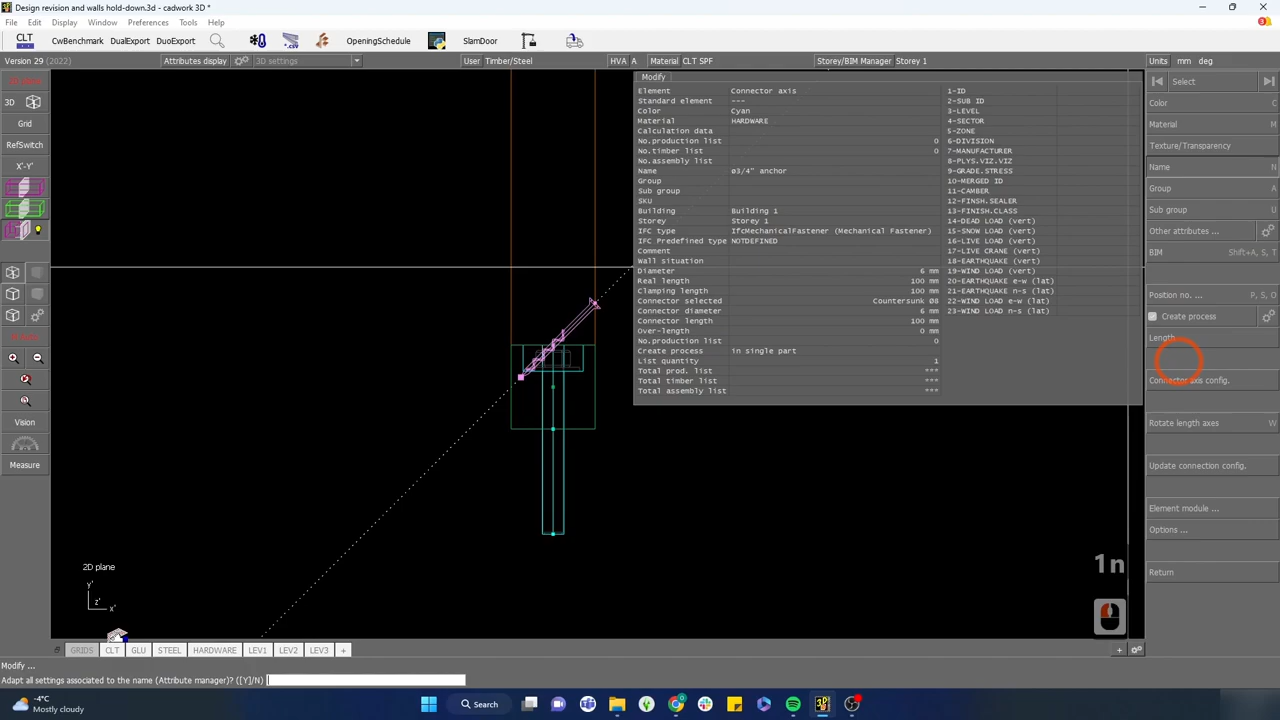 Design revision and walls hold-down.3d - cadwork 3D *
File Edit Display Window Preferences Tools Help
3
CLT CwBenchmark DualExport DuoExport OpeningSchedule SlamDoor
Version 29 (2022) Attributes display 3D settings User Timber/Steel HVA A Material CLT SPF Storey/BIM Manager Storey 1 Units mm deg
3D
Grid
RefSwitch
X'-Y'
Vision
Measure
Modify
Element Connector axis
Standard element ---
Color Cyan
Material HARDWARE
Calculation data
No.production list 0
No.timber list 0
No.assembly list
Name ø3/4" anchor
Group
Sub group
SKU
Building Building 1
Storey Storey 1
IFC type IfcMechanicalFastener (Mechanical Fastener)
IFC Predefined type NOTDEFINED
Comment
Wall situation
Diameter 6 mm
Real length 100 mm
Clamping length 100 mm
Connector selected Countersunk Ø8
Connector diameter 6 mm
Connector length 100 mm
Over-length 0 mm
No.production list 0
Create process in single part
List quantity 1
Total prod. list ***
Total timber list ***
Total assembly list ***
1-ID
2-SUB ID
3-LEVEL
4-SECTOR
5-ZONE
6-DIVISION
7-MANUFACTURER
8-PLYS.VIZ.VIZ
9-GRADE.STRESS
10-MERGED ID
11-CAMBER
12-FINSH.SEALER
13-FINISH.CLASS
14-DEAD LOAD (vert)
15-SNOW LOAD (vert)
16-LIVE LOAD (vert)
17-LIVE CRANE (vert)
18-EARTHQUAKE (vert)
19-WIND LOAD (vert)
20-EARTHQUAKE e-w (lat)
21-EARTHQUAKE n-s (lat)
22-WIND LOAD e-w (lat)
23-WIND LOAD n-s (lat)
Select
Color C
Material M
Texture/Transparency
Name N
Group A
Sub group U
Other attributes ...
BIM Shift+A, S, T
Position no. ... P, S, O
Create process
Length
Connector axis config.
Rotate length axes W
Update connection config.
Element module ...
Options ...
Return
1n
2D plane
y'
z' x'
GRIDS CLT GLU STEEL HARDWARE LEV1 LEV2 LEV3 +
Modify ...
Adapt all settings associated to the name (Attribute manager)? ([Y]/N)
-4°C
Mostly cloudy
Search